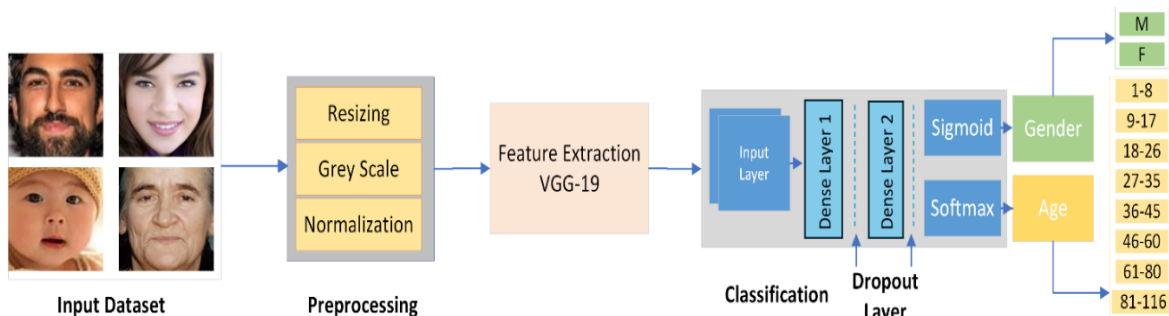 Input Dataset
Resizing
Grey Scale
Normalization
Preprocessing
Feature Extraction
VGG-19
Input
Layer
Dense Layer 1
Dense Layer 2
Sigmoid
Softmax
Classification
Dropout
Layer
Gender
Age
M
F
1-8
9-17
18-26
27-35
36-45
46-60
61-80
81-116